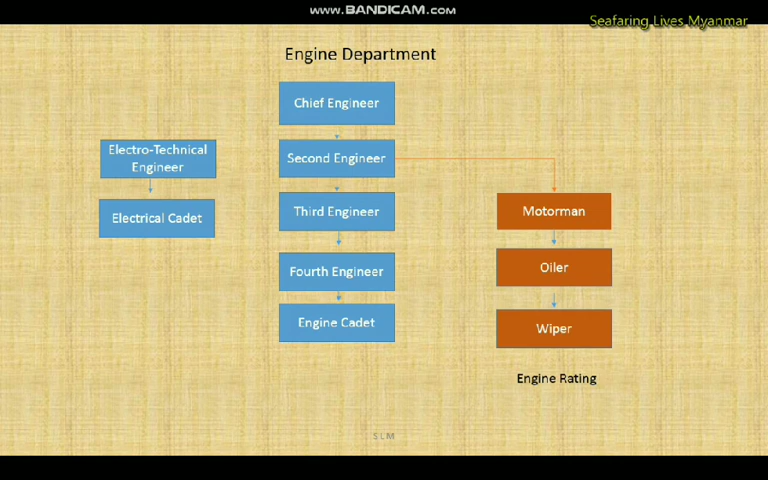 www.BANDICAM.com
Seafaring Lives Myanmar
Engine Department
Chief Engineer
Electro-Technical
Engineer
Second Engineer
Electrical Cadet
Third Engineer
Motorman
Fourth Engineer
Oiler
Engine Cadet
Wiper
Engine Rating
SLM